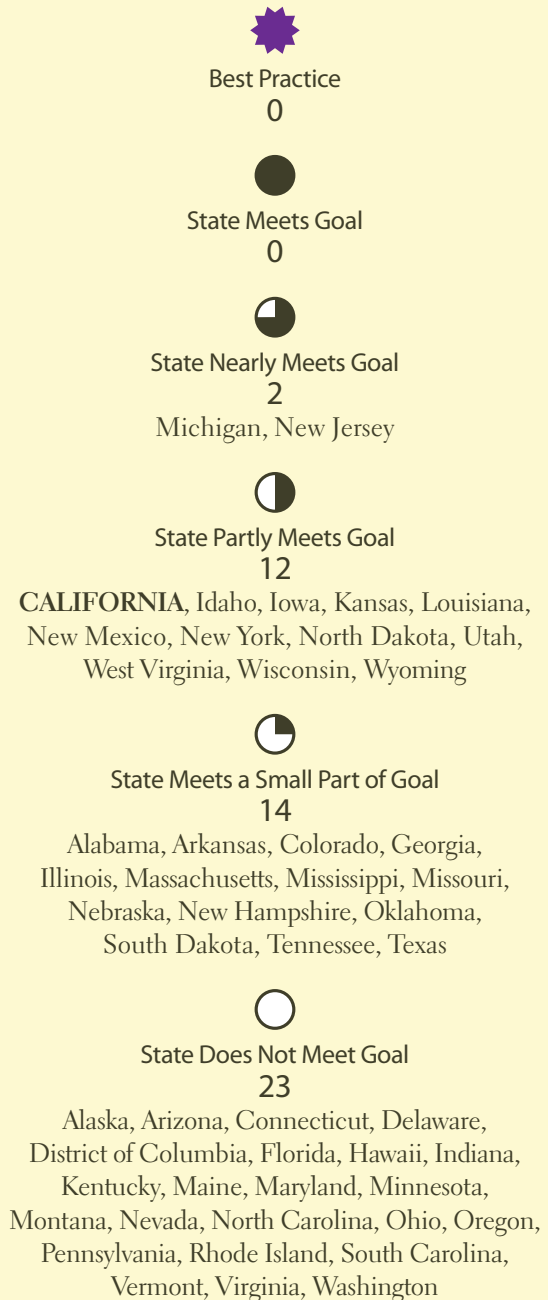 Best Practice
0
State Meets Goal
0
State Nearly Meets Goal
2
Michigan, New Jersey
State Partly Meets Goal
12
CALIFORNIA, Idaho, Iowa, Kansas, Louisiana,
New Mexico, New York, North Dakota, Utah,
West Virginia, Wisconsin, Wyoming
State Meets a Small Part of Goal
14
Alabama, Arkansas, Colorado, Georgia,
Illinois, Massachusetts, Mississippi, Missouri,
Nebraska, New Hampshire, Oklahoma,
South Dakota, Tennessee, Texas
State Does Not Meet Goal
23
Alaska, Arizona, Connecticut, Delaware,
District of Columbia, Florida, Hawaii, Indiana,
Kentucky, Maine, Maryland, Minnesota,
Montana, Nevada, North Carolina, Ohio, Oregon,
Pennsylvania, Rhode Island, South Carolina,
Vermont, Virginia, Washington